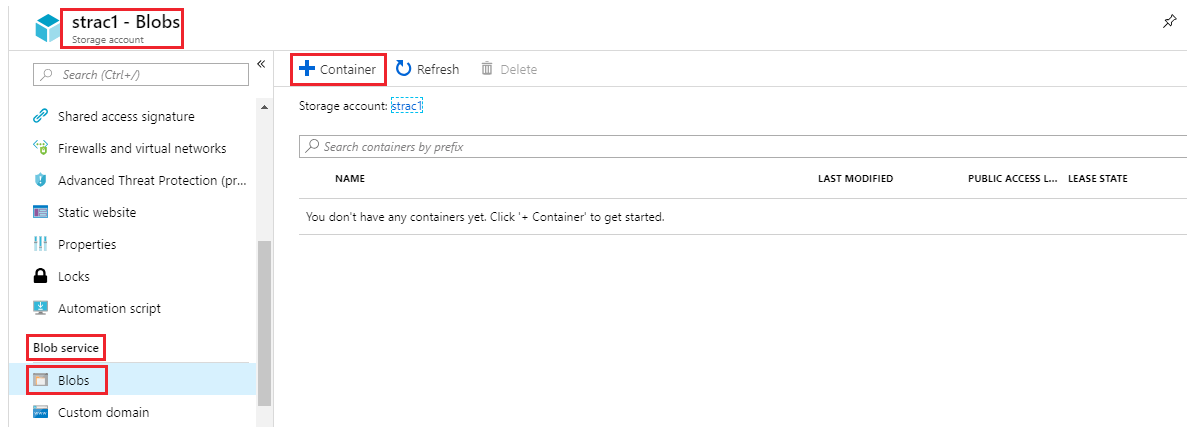 strac1 - Blobs
Storage account
Search (Ctrl+/)
«
Shared access signature
Firewalls and virtual networks
Advanced Threat Protection (pr...
Static website
Properties
Locks
Automation script
Blob service
Blobs
Custom domain
+ Container
Refresh
Delete
Storage account: strac1
Search containers by prefix
NAME LAST MODIFIED PUBLIC ACCESS L... LEASE STATE
You don't have any containers yet. Click '+ Container' to get started.